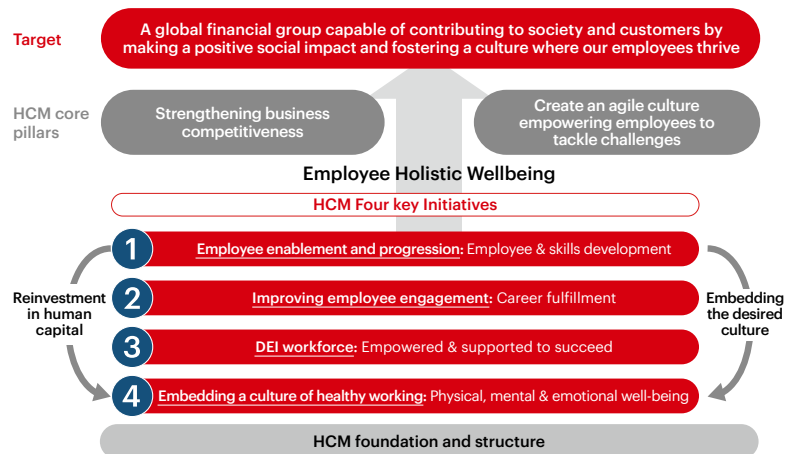 Target
A global financial group capable of contributing to society and customers by
making a positive social impact and fostering a culture where our employees thrive
HCM core
pillars
Strengthening business
competitiveness
Create an agile culture
empowering employees to
tackle challenges
Employee Holistic Wellbeing
HCM Four key Initiatives
1 Employee enablement and progression: Employee & skills development
Reinvestment
in human
capital
2 Improving employee engagement: Career fulfillment
Embedding
the desired
culture
3 DEI workforce: Empowered & supported to succeed
4 Embedding a culture of healthy working: Physical, mental & emotional well-being
HCM foundation and structure